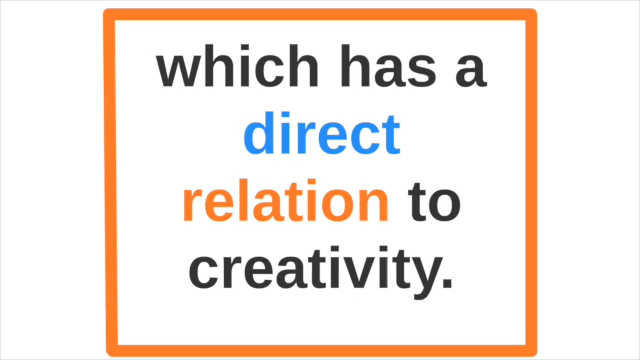 which has a
direct
relation to
creativity.